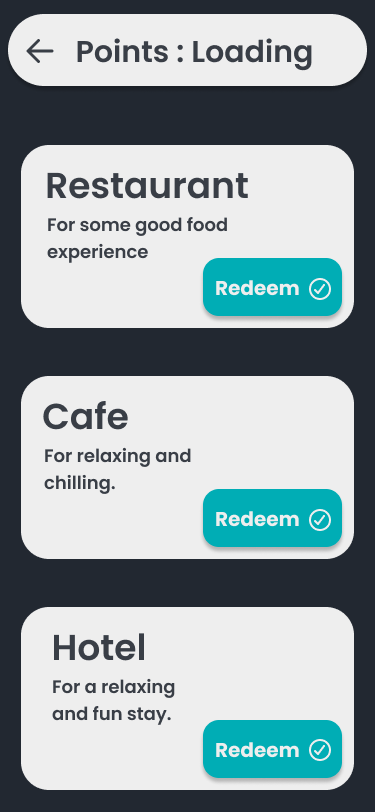 Points : Loading
Restaurant
For some good food
experience
Redeem
Cafe
For relaxing and
chilling.
Redeem
Hotel
For a relaxing
and fun stay.
Redeem